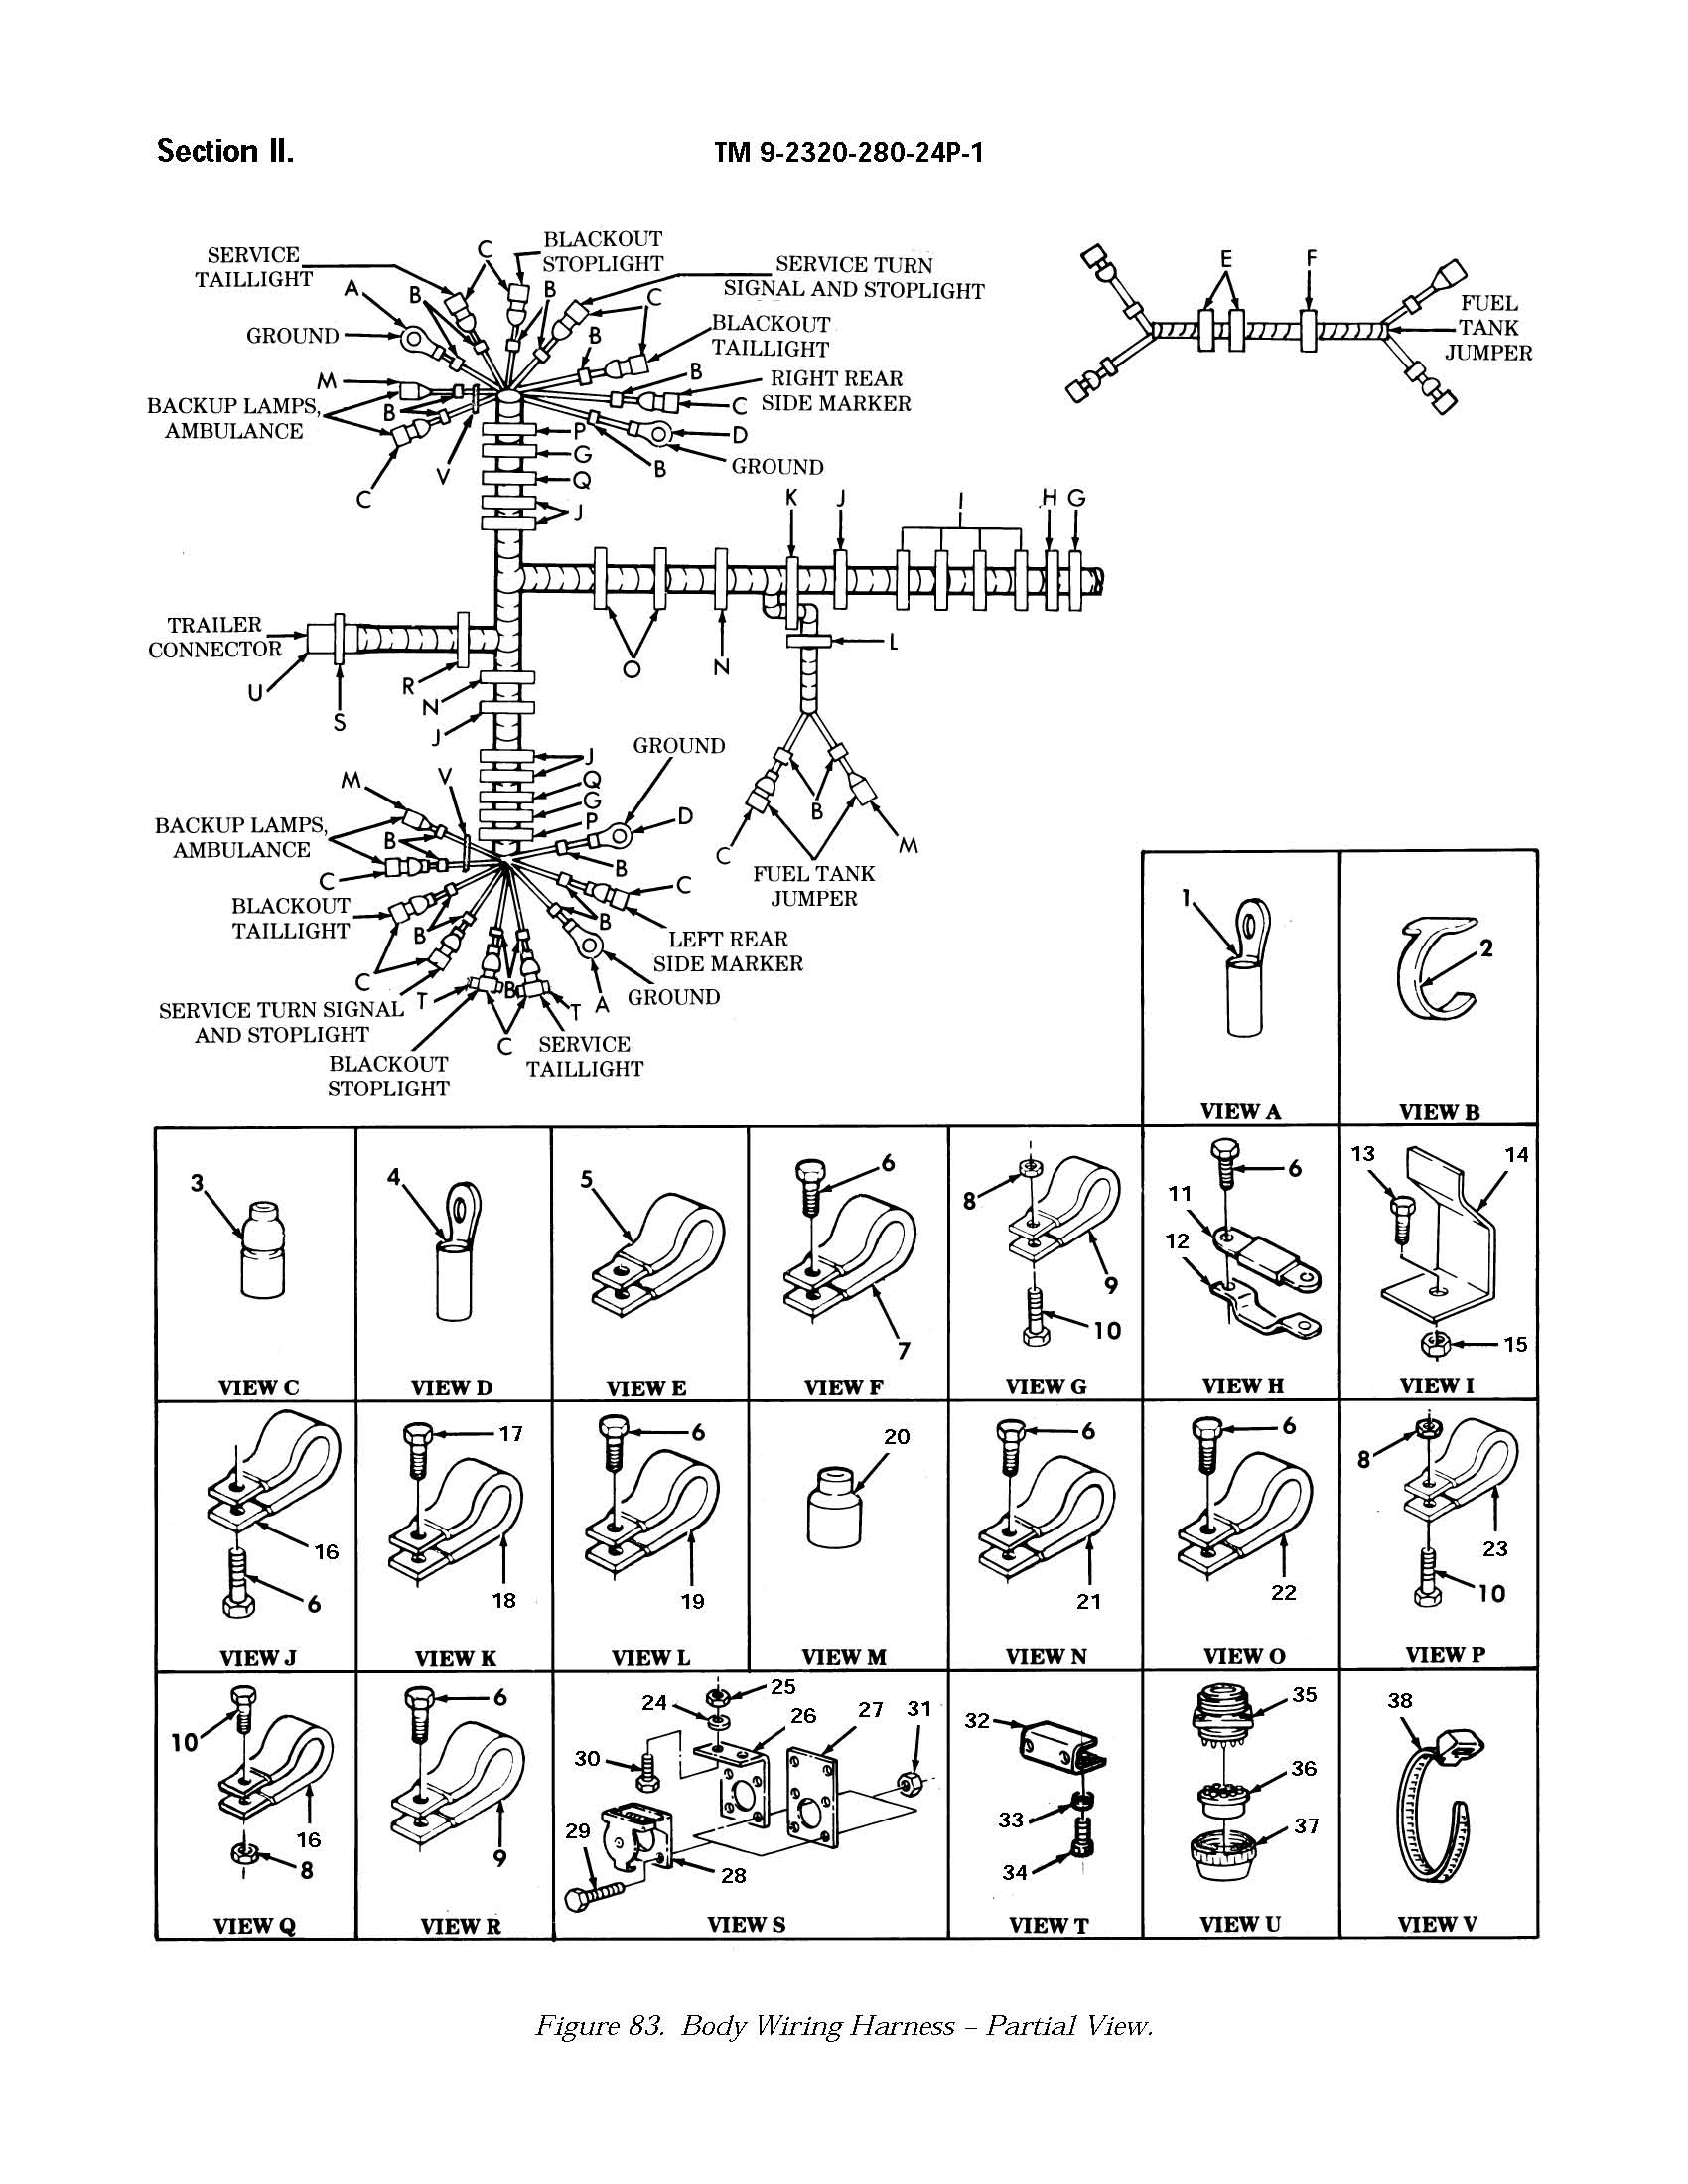 Section II.
TM 9-2320-280-24P-1
SERVICE
TAILLIGHT
C
BLACKOUT
STOPLIGHT
SERVICE TURN
SIGNAL AND STOPLIGHT
A
B
B
C
GROUND
B
BLACKOUT
TAILLIGHT
M
B
RIGHT REAR
SIDE MARKER
BACKUP LAMPS,
AMBULANCE
B
C
D
C
V
B
GROUND
P
G
Q
J
E
F
FUEL
TANK
JUMPER
K
J
I
H
G
TRAILER
CONNECTOR
U
S
R
N
J
O
N
L
GROUND
J
Q
G
P
D
M
V
BACKUP LAMPS,
AMBULANCE
B
C
B
C
B
C
M
FUEL TANK
JUMPER
BLACKOUT
TAILLIGHT
B
B
LEFT REAR
SIDE MARKER
C
T
B
T
A
GROUND
SERVICE TURN SIGNAL
AND STOPLIGHT
C
SERVICE
TAILLIGHT
BLACKOUT
STOPLIGHT
1
VIEW A
2
VIEW B
3
VIEW C
4
VIEW D
5
VIEW E
6
7
VIEW F
8
9
10
VIEW G
6
11
12
VIEW H
13
14
15
VIEW I
16
6
VIEW J
17
18
VIEW K
6
19
VIEW L
20
VIEW M
6
21
VIEW N
6
22
VIEW O
8
23
10
VIEW P
10
16
8
VIEW Q
6
9
VIEW R
24
25
26
27
31
30
29
28
VIEW S
32
33
34
VIEW T
35
36
37
VIEW U
38
VIEW V
Figure 83. Body Wiring Harness – Partial View.